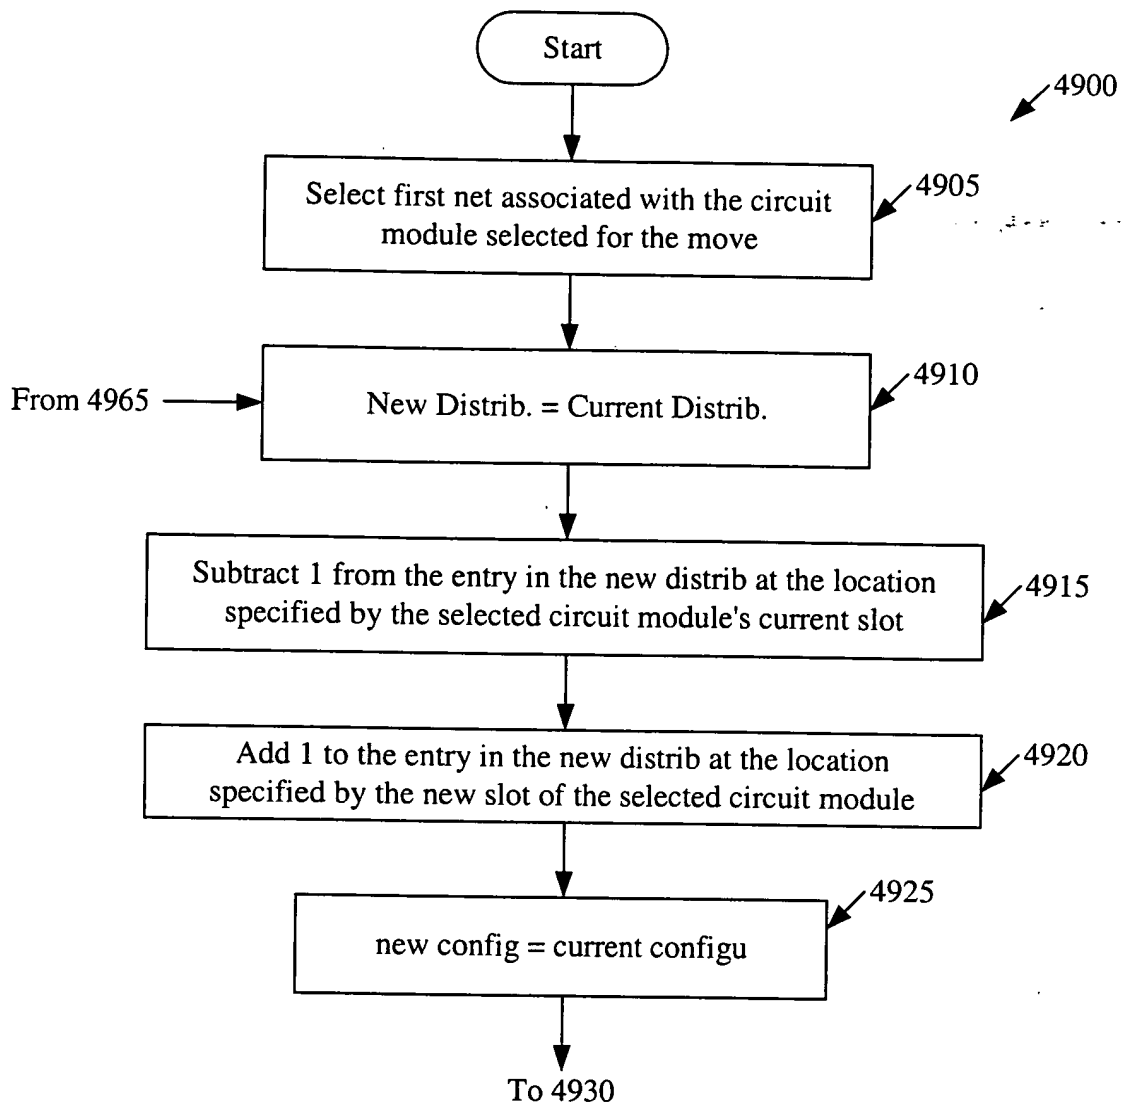 Start
4900
Select first net associated with the circuit
module selected for the move
4905
New Distrib. = Current Distrib.
4910
From 4965
Subtract 1 from the entry in the new distrib at the location
specified by the selected circuit module's current slot
4915
Add 1 to the entry in the new distrib at the location
specified by the new slot of the selected circuit module
4920
new config = current configu
4925
To 4930